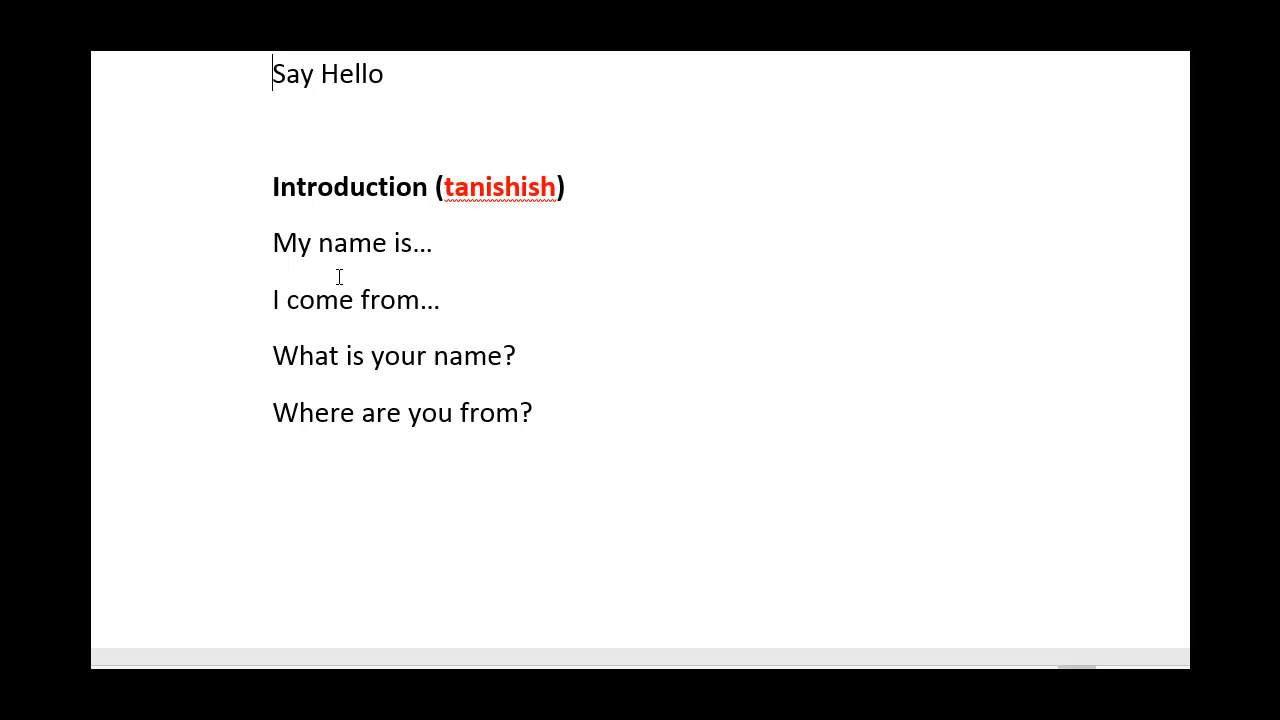 Say Hello
Introduction (tanishish)
My name is...
I come from...
What is your name?
Where are you from?